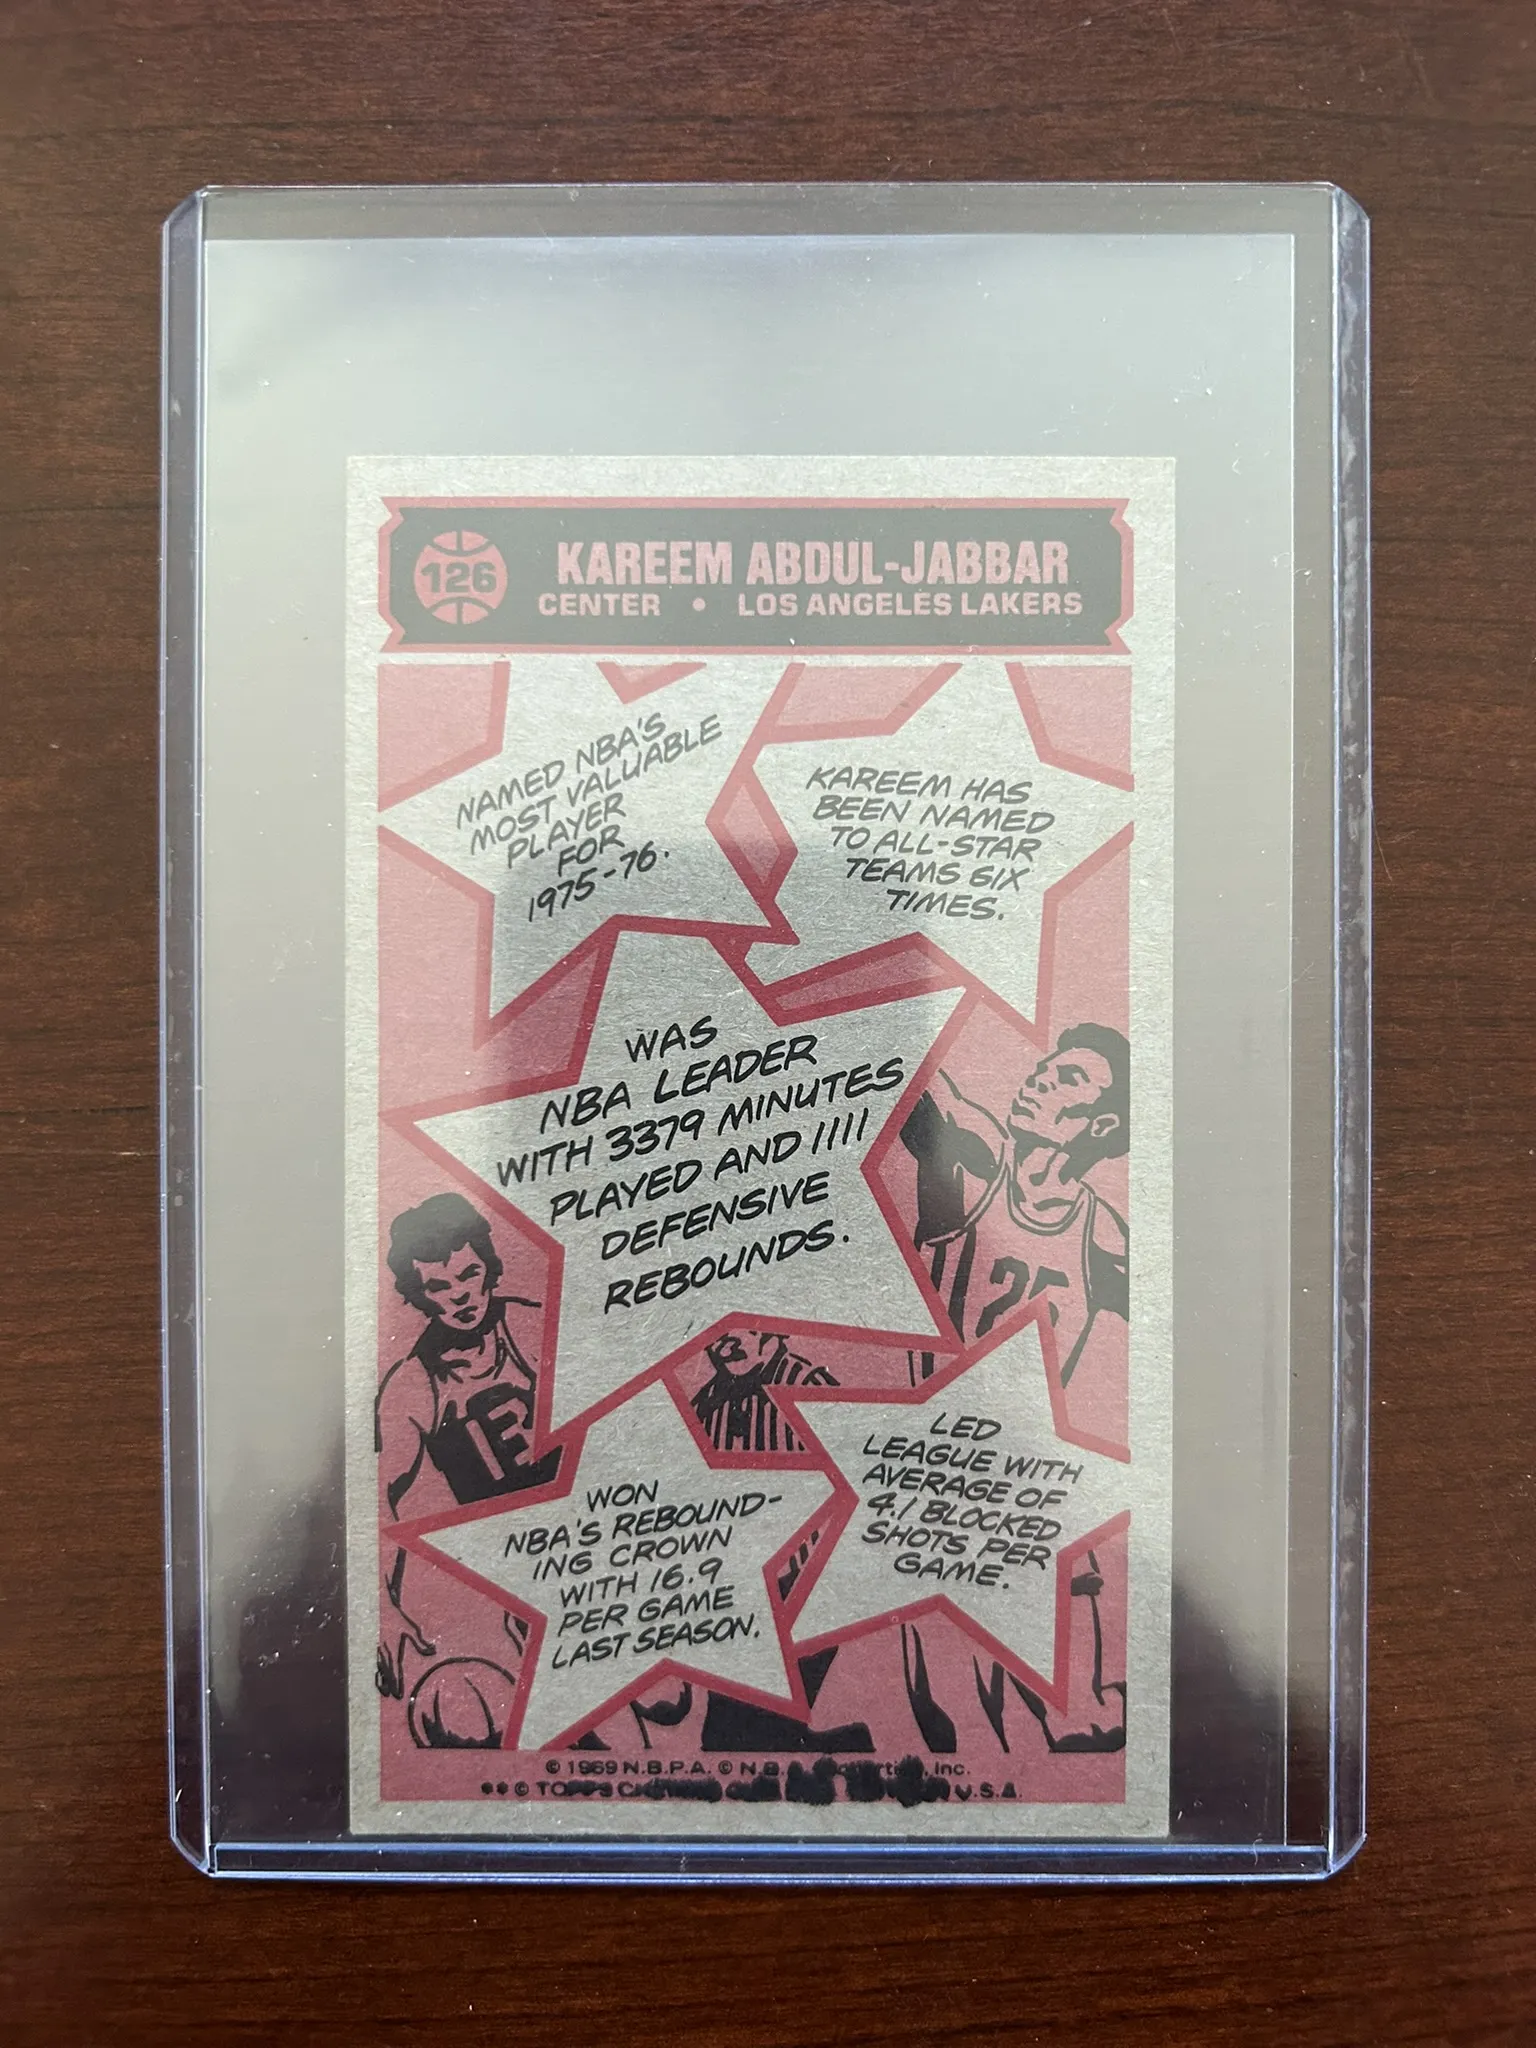 126
KAREEM ABDUL-JABBAR
CENTER • LOS ANGELES LAKERS
NAMED NBA'S
MOST VALUABLE
PLAYER
FOR
1975-76.
KAREEM HAS
BEEN NAMED
TO ALL-STAR
TEAMS SIX
TIMES.
WAS
NBA LEADER
WITH 3379 MINUTES
PLAYED AND 1111
DEFENSIVE
REBOUNDS.
WON
NBA'S REBOUND-
ING CROWN
WITH 16.9
PER GAME
LAST SEASON.
LED
LEAGUE WITH
AVERAGE OF
4.1 BLOCKED
SHOTS PER
GAME.
© 1969 N.B.P.A. © Inc.
** © TOPPS U.S.A.